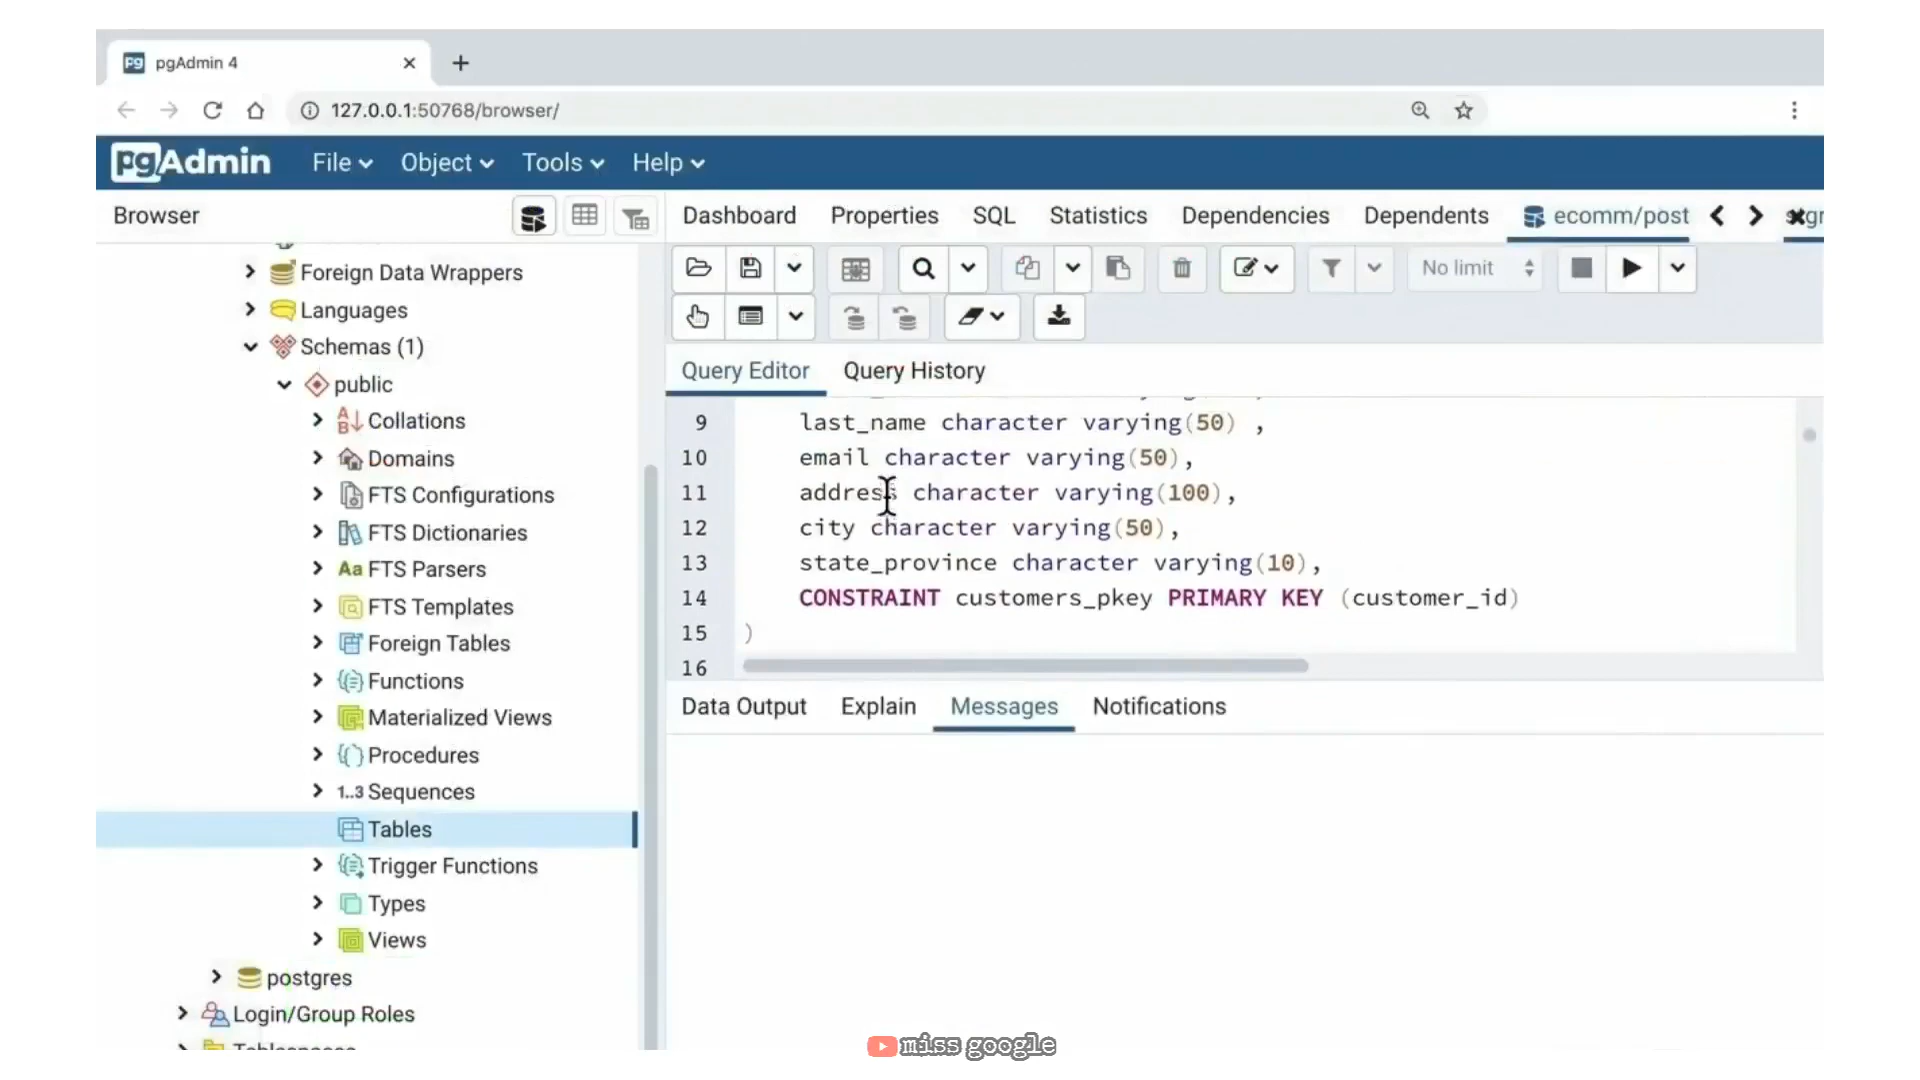 pgAdmin 4
127.0.0.1:50768/browser/
pgAdmin File Object Tools Help
Browser
Dashboard Properties SQL Statistics Dependencies Dependents ecomm/post
No limit
Foreign Data Wrappers
Languages
Schemas (1)
public
Collations
Domains
FTS Configurations
FTS Dictionaries
Aa FTS Parsers
FTS Templates
Foreign Tables
Functions
Materialized Views
Procedures
1..3 Sequences
Tables
Trigger Functions
Types
Views
postgres
Login/Group Roles
Query Editor Query History
9 last_name character varying(50) ,
10 email character varying(50),
11 address character varying(100),
12 city character varying(50),
13 state_province character varying(10),
14 CONSTRAINT customers_pkey PRIMARY KEY (customer_id)
15 )
16
Data Output Explain Messages Notifications
miss google